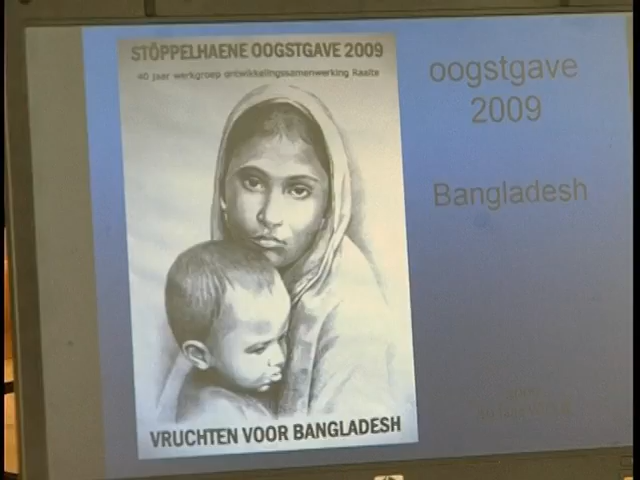 STÖPPELHAENE OOGSTGAVE 2009
40 jaar werkgroep ontwikkelingssamenwerking Raalte
VRUCHTEN VOOR BANGLADESH
oogstgave
2009
Bangladesh